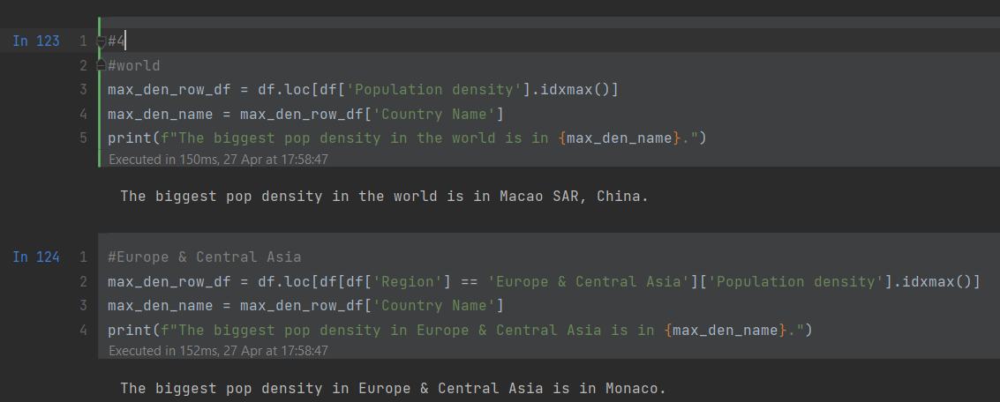 In 123 1 #4
2 #world
3 max_den_row_df = df.loc[df['Population density'].idxmax()]
4 max_den_name = max_den_row_df['Country Name']
5 print(f"The biggest pop density in the world is in {max_den_name}.")
Executed in 150ms, 27 Apr at 17:58:47
The biggest pop density in the world is in Macao SAR, China.
In 124 1 #Europe & Central Asia
2 max_den_row_df = df.loc[df[df['Region'] == 'Europe & Central Asia']['Population density'].idxmax()]
3 max_den_name = max_den_row_df['Country Name']
4 print(f"The biggest pop density in Europe & Central Asia is in {max_den_name}.")
Executed in 152ms, 27 Apr at 17:58:47
The biggest pop density in Europe & Central Asia is in Monaco.